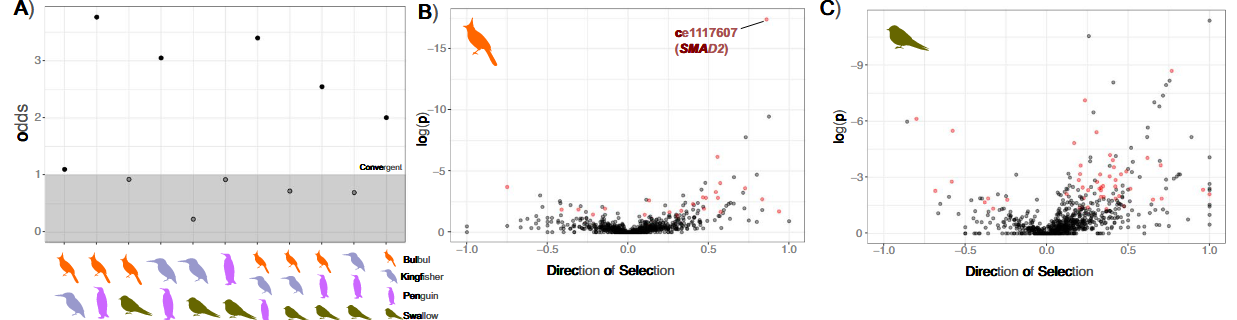 A)
odds
3
2
1
0
Convergent
Bulbul
Kingfisher
Penguin
Swallow
B)
log(p)
−15
−10
−5
0
ce1117607
(SMAD2)
−1.0 −0.5 0.0 0.5 1.0
Direction of Selection
C)
log(p)
−9
−6
−3
0
−1.0 −0.5 0.0 0.5 1.0
Direction of Selection